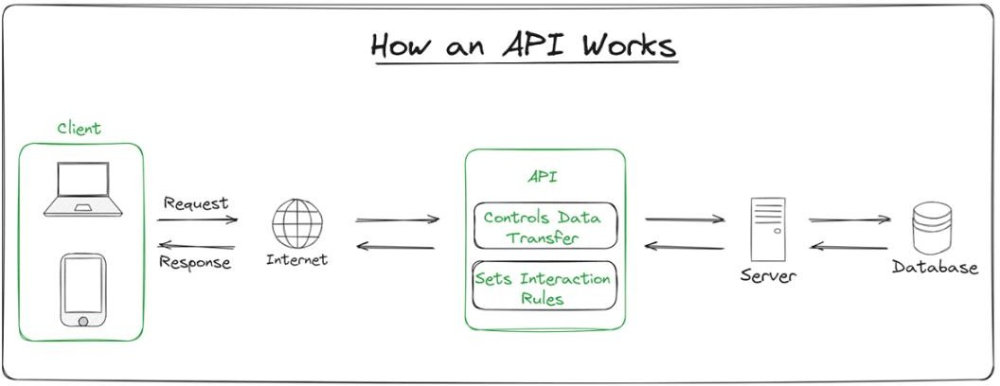 How an API Works
Client
Request
Response
Internet
API
Controls Data
Transfer
Sets Interaction
Rules
Server
Database